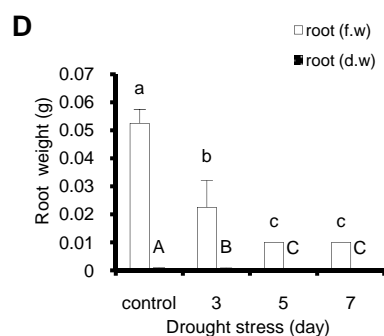 D
root (f.w)
root (d.w)
Root weight (g)
0.07
0.06
0.05
0.04
0.03
0.02
0.01
0
a
b
c
c
A
B
C
C
control 3 5 7
Drought stress (day)